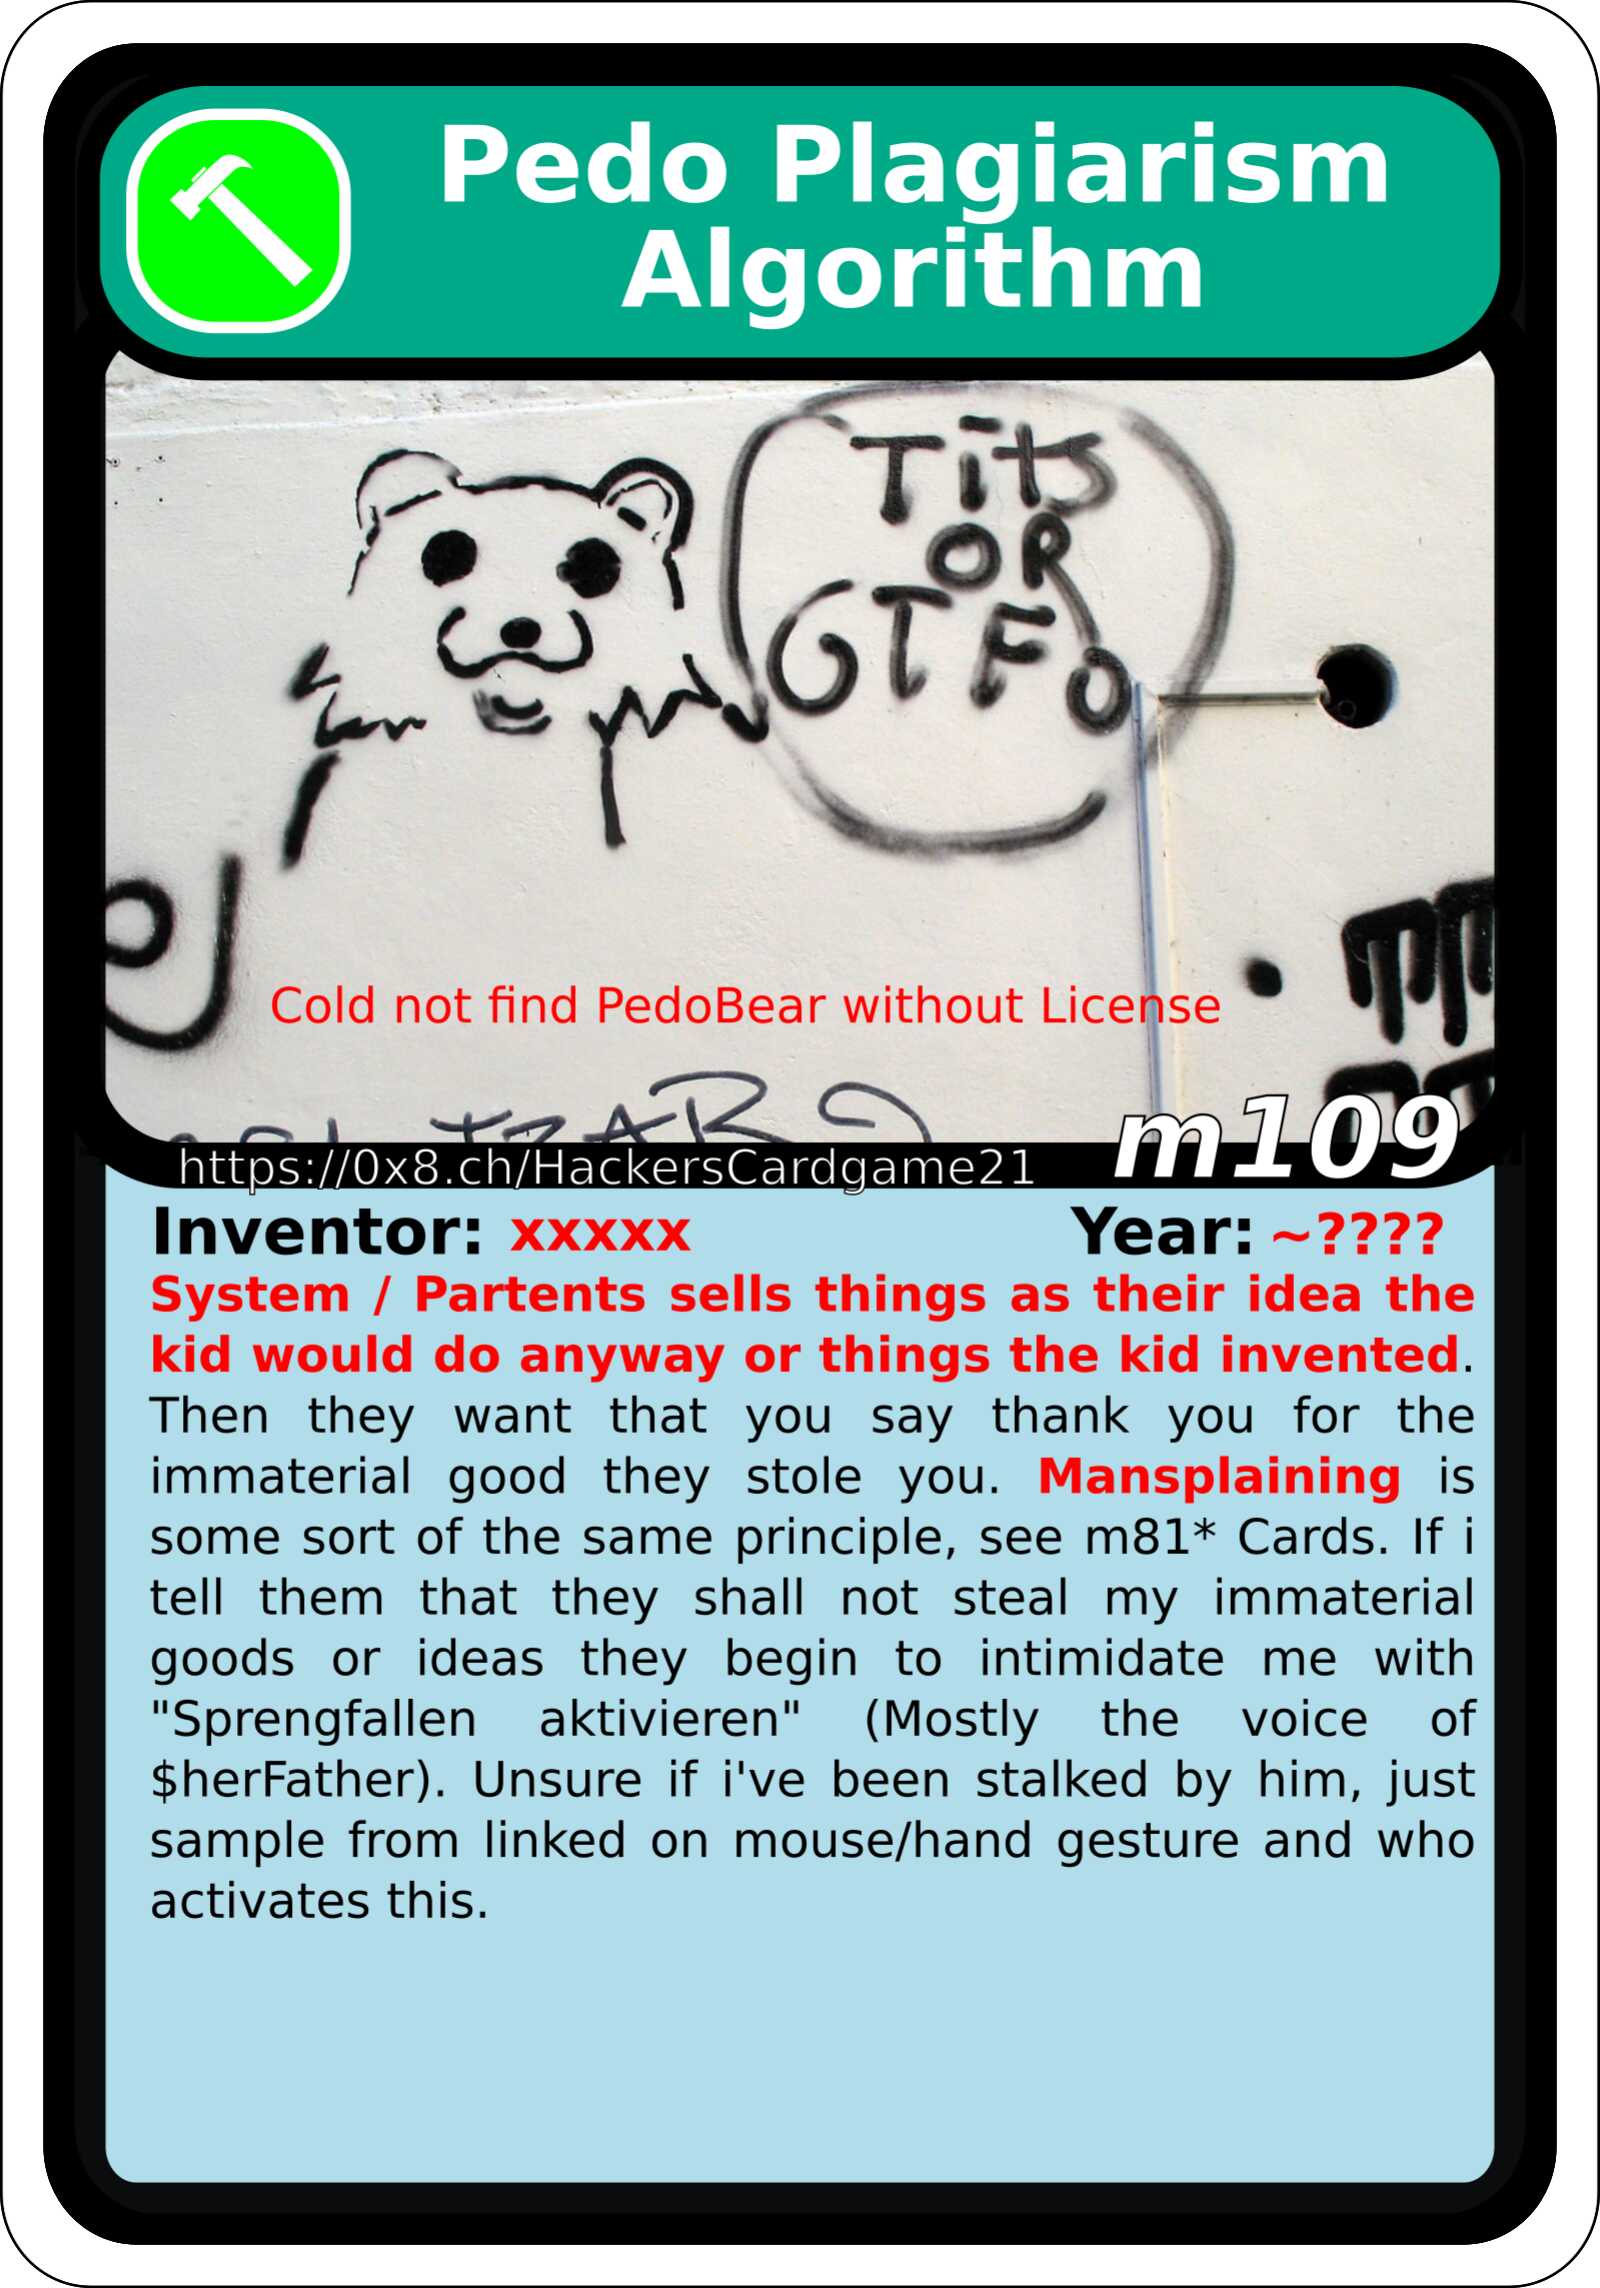 Pedo Plagiarism
Algorithm
Tits
OR
GTFO
Cold not find PedoBear without License
m109
https://0x8.ch/HackersCardgame21
Inventor: xxxxx Year: ~????
System / Partents sells things as their idea the
kid would do anyway or things the kid invented.
Then they want that you say thank you for the
immaterial good they stole you. Mansplaining is
some sort of the same principle, see m81* Cards. If i
tell them that they shall not steal my immaterial
goods or ideas they begin to intimidate me with
"Sprengfallen aktivieren" (Mostly the voice of
$herFather). Unsure if i've been stalked by him, just
sample from linked on mouse/hand gesture and who
activates this.